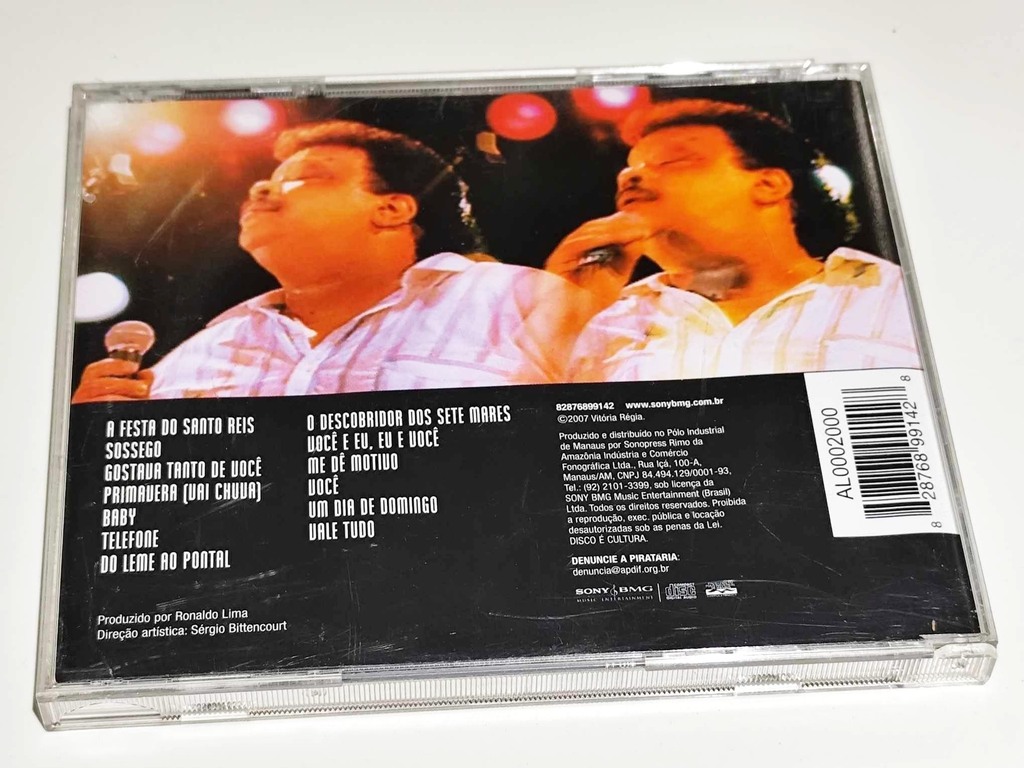 A FESTA DO SANTO REIS
SOSSEGO
GOSTAVA TANTO DE VOCÊ
PRIMAVERA (VAI CHUVA)
BABY
TELEFONE
DO LEME AO PONTAL
O DESCOBRIDOR DOS SETE MARES
VOCÊ E EU, EU E VOCÊ
ME DÊ MOTIVO
VOCÊ
UM DIA DE DOMINGO
VALE TUDO
Produzido por Ronaldo Lima
Direção artística: Sérgio Bittencourt
82876899142 www.sonybmg.com.br
©2007 Vitória Régia.
Produzido e distribuído no Pólo Industrial
de Manaus por Sonopress Rimo da
Amazônia Indústria e Comércio
Fonográfica Ltda., Rua Içá, 100-A,
Manaus/AM, CNPJ 84.494.129/0001-93,
Tel.: (92) 2101-3399, sob licença da
SONY BMG Music Entertainment (Brasil)
Ltda. Todos os direitos reservados. Proibida
a reprodução, exec. pública e locação
desautorizadas sob as penas da Lei.
DISCO É CULTURA.
DENUNCIE A PIRATARIA:
denuncia@apdif.org.br
SONY BMG
MUSIC ENTERTAINMENT
COMPACT
disc
DIGITAL AUDIO
AL0002000
8 28768 99142 8